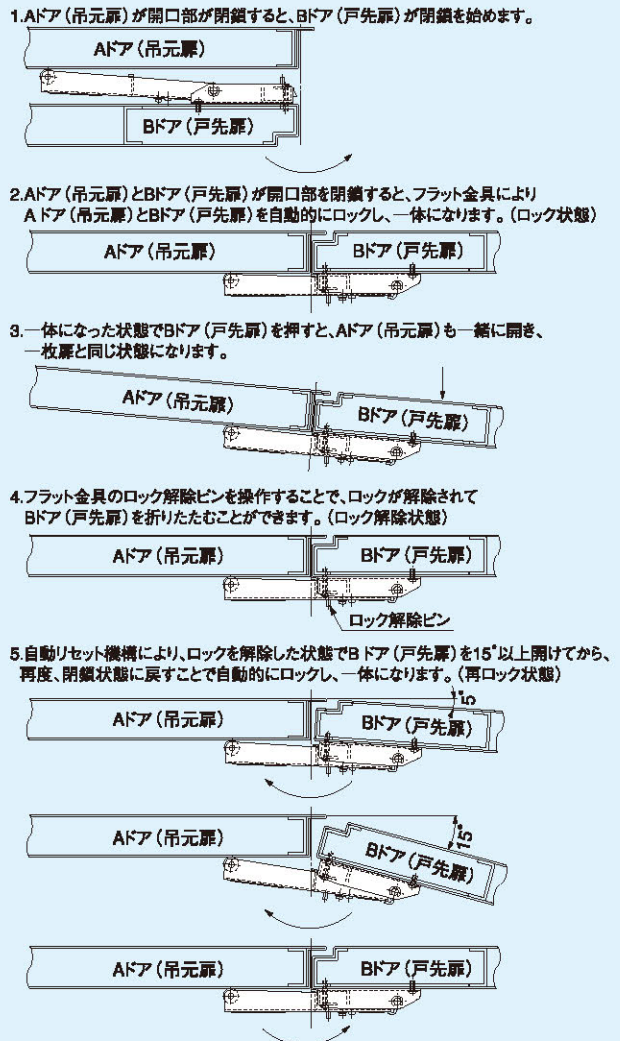 1.Aドア(吊元扉)が開口部が閉鎖すると、Bドア(戸先扉)が閉鎖を始めます。
Aドア(吊元扉)
Bドア(戸先扉)
2.Aドア(吊元扉)とBドア(戸先扉)が開口部を閉鎖すると、フラット金具により
Aドア(吊元扉)とBドア(戸先扉)を自動的にロックし、一体になります。(ロック状態)
Aドア(吊元扉)
Bドア(戸先扉)
3.一体になった状態でBドア(戸先扉)を押すと、Aドア(吊元扉)も一緒に開き、
一枚扉と同じ状態になります。
Aドア(吊元扉)
Bドア(戸先扉)
4.フラット金具のロック解除ピンを操作することで、ロックが解除されて
Bドア(戸先扉)を折りたたむことができます。(ロック解除状態)
Aドア(吊元扉)
Bドア(戸先扉)
ロック解除ピン
5.自動リセット機構により、ロックを解除した状態でBドア(戸先扉)を15°以上開けてから、
再度、閉鎖状態に戻すことで自動的にロックし、一体になります。(再ロック状態)
5°
Aドア(吊元扉)
Bドア(戸先扉)
15°
Aドア(吊元扉)
Bドア(戸先扉)
Aドア(吊元扉)
Bドア(戸先扉)